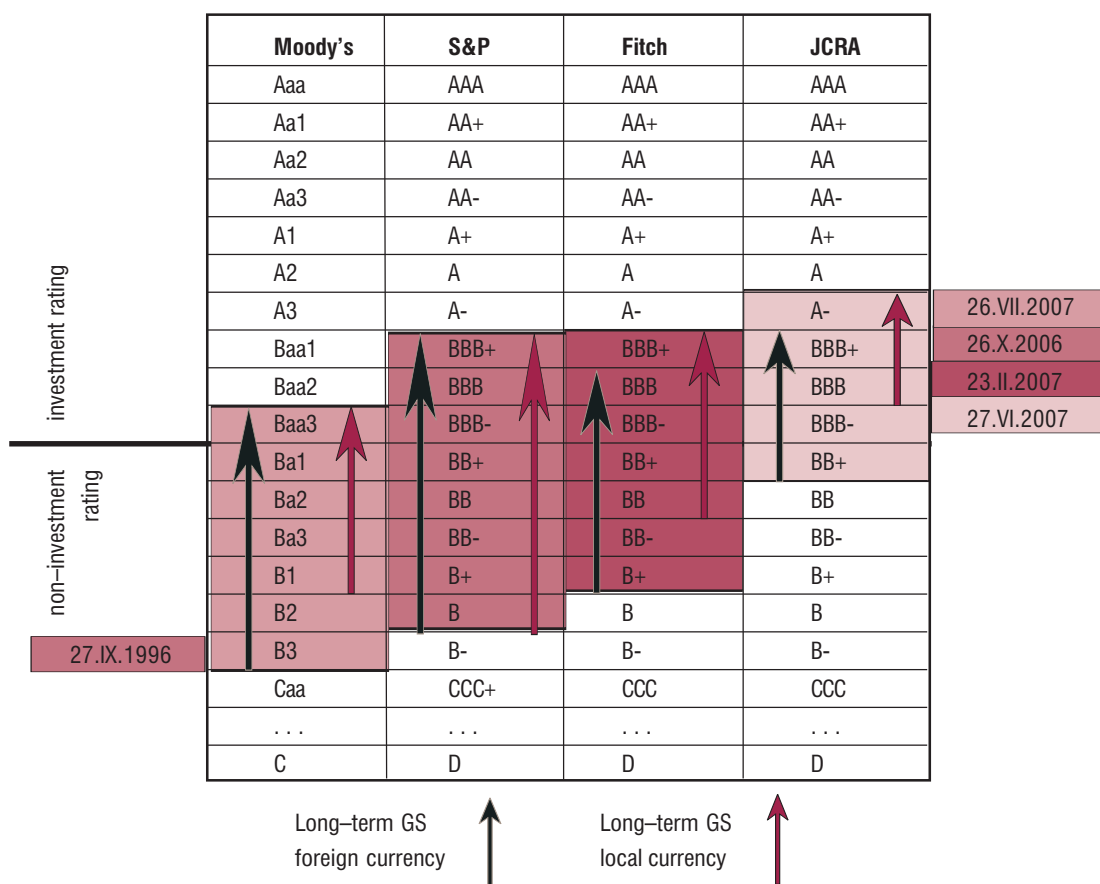 Moody's S&P Fitch JCRA
Aaa AAA AAA AAA
Aa1 AA+ AA+ AA+
Aa2 AA AA AA
Aa3 AA- AA- AA-
A1 A+ A+ A+
A2 A A A
A3 A- A- A- 26.VII.2007
Baa1 BBB+ BBB+ BBB+ 26.X.2006
Baa2 BBB BBB BBB 23.II.2007
Baa3 BBB- BBB- BBB- 27.VI.2007
Ba1 BB+ BB+ BB+
Ba2 BB BB BB
Ba3 BB- BB- BB-
B1 B+ B+ B+
B2 B B B
27.IX.1996 B3 B- B- B-
Caa CCC+ CCC CCC
. . . . . . . . . . . .
C D D D
investment rating
non–investment
rating
Long–term GS
foreign currency
Long–term GS
local currency